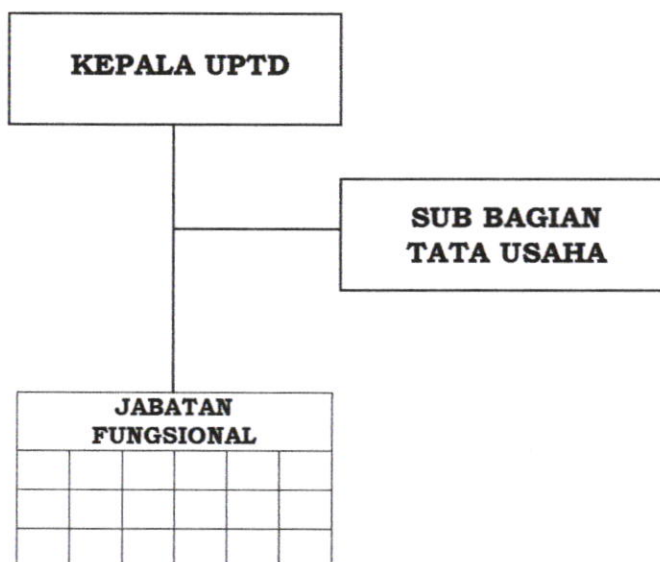 KEPALA UPTD
SUB BAGIAN
TATA USAHA
JABATAN
FUNGSIONAL